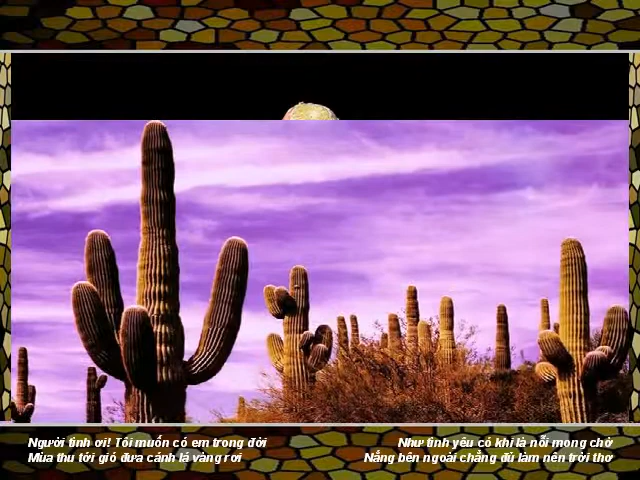 Người tình ơi! Tôi muốn có em trong đời
Mùa thu tới gió đưa cánh lá vàng rơi
Như tình yêu có khi là nỗi mong chờ
Nắng bên ngoài chẳng đủ làm nên trời thơ